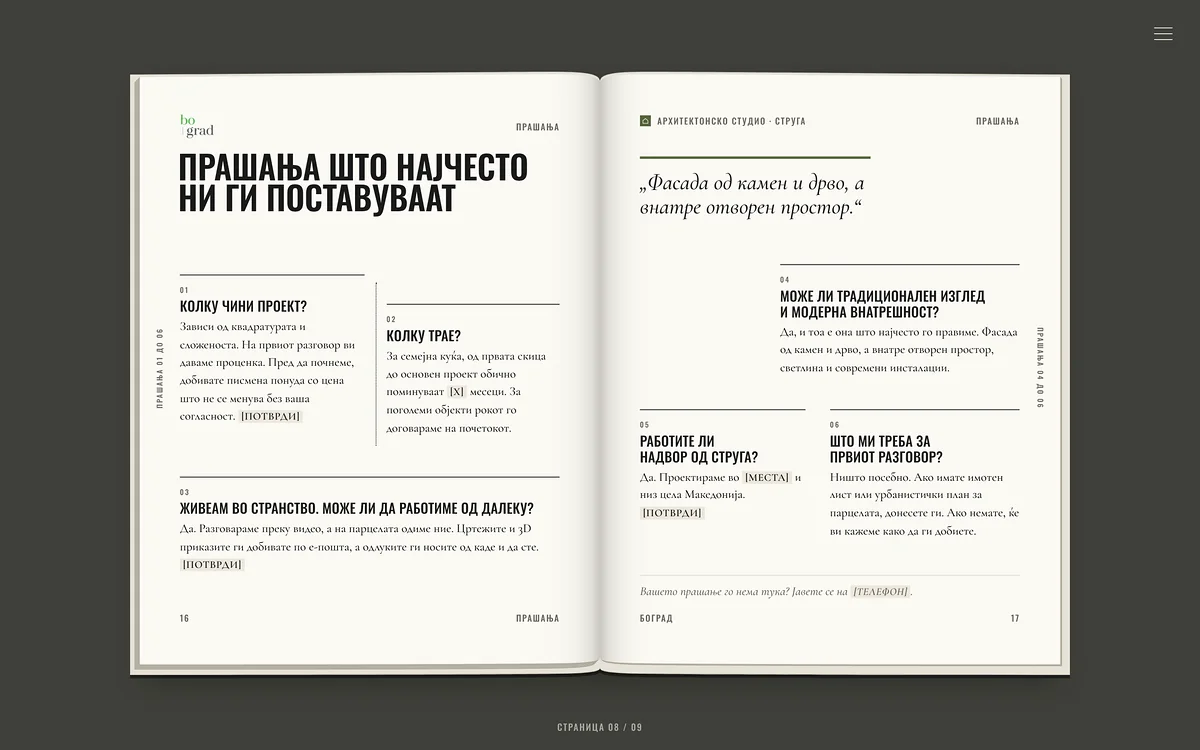 bo
grad
ПРАШАЊА
ПРАШАЊА ШТО НАЈЧЕСТО
НИ ГИ ПОСТАВУВААТ
ПРАШАЊА 01 ДО 06
01
КОЛКУ ЧИНИ ПРОЕКТ?
Зависи од квадратурата и
сложеноста. На првиот разговор ви
даваме проценка. Пред да почнеме,
добивате писмена понуда со цена
што не се менува без ваша
согласност. [ПОТВРДИ]
02
КОЛКУ ТРАЕ?
За семејна куќа, од првата скица
до основен проект обично
поминуваат [X] месеци. За
поголеми објекти рокот го
договараме на почетокот.
03
ЖИВЕАМ ВО СТРАНСТВО. МОЖЕ ЛИ ДА РАБОТИМЕ ОД ДАЛЕКУ?
Да. Разговараме преку видео, а на парцелата одиме ние. Цртежите и 3D
приказите ги добивате по е-пошта, а одлуките ги носите од каде и да сте.
[ПОТВРДИ]
16
ПРАШАЊА
АРХИТЕКТОНСКО СТУДИО · СТРУГА
ПРАШАЊА
„Фасада од камен и дрво, а
внатре отворен простор.“
04
МОЖЕ ЛИ ТРАДИЦИОНАЛЕН ИЗГЛЕД
И МОДЕРНА ВНАТРЕШНОСТ?
Да, и тоа е она што најчесто го правиме. Фасада
од камен и дрво, а внатре отворен простор,
светлина и современи инсталации.
ПРАШАЊА 04 ДО 06
05
РАБОТИТЕ ЛИ
НАДВОР ОД СТРУГА?
Да. Проектираме во [МЕСТА] и
низ цела Македонија.
[ПОТВРДИ]
06
ШТО МИ ТРЕБА ЗА
ПРВИОТ РАЗГОВОР?
Ништо посебно. Ако имате имотен
лист или урбанистички план за
парцелата, донесете ги. Ако немате, ќе
ви кажеме како да ги добиете.
Вашето прашање го нема тука? Јавете се на [ТЕЛЕФОН].
БОГРАД
17
СТРАНИЦА 08 / 09